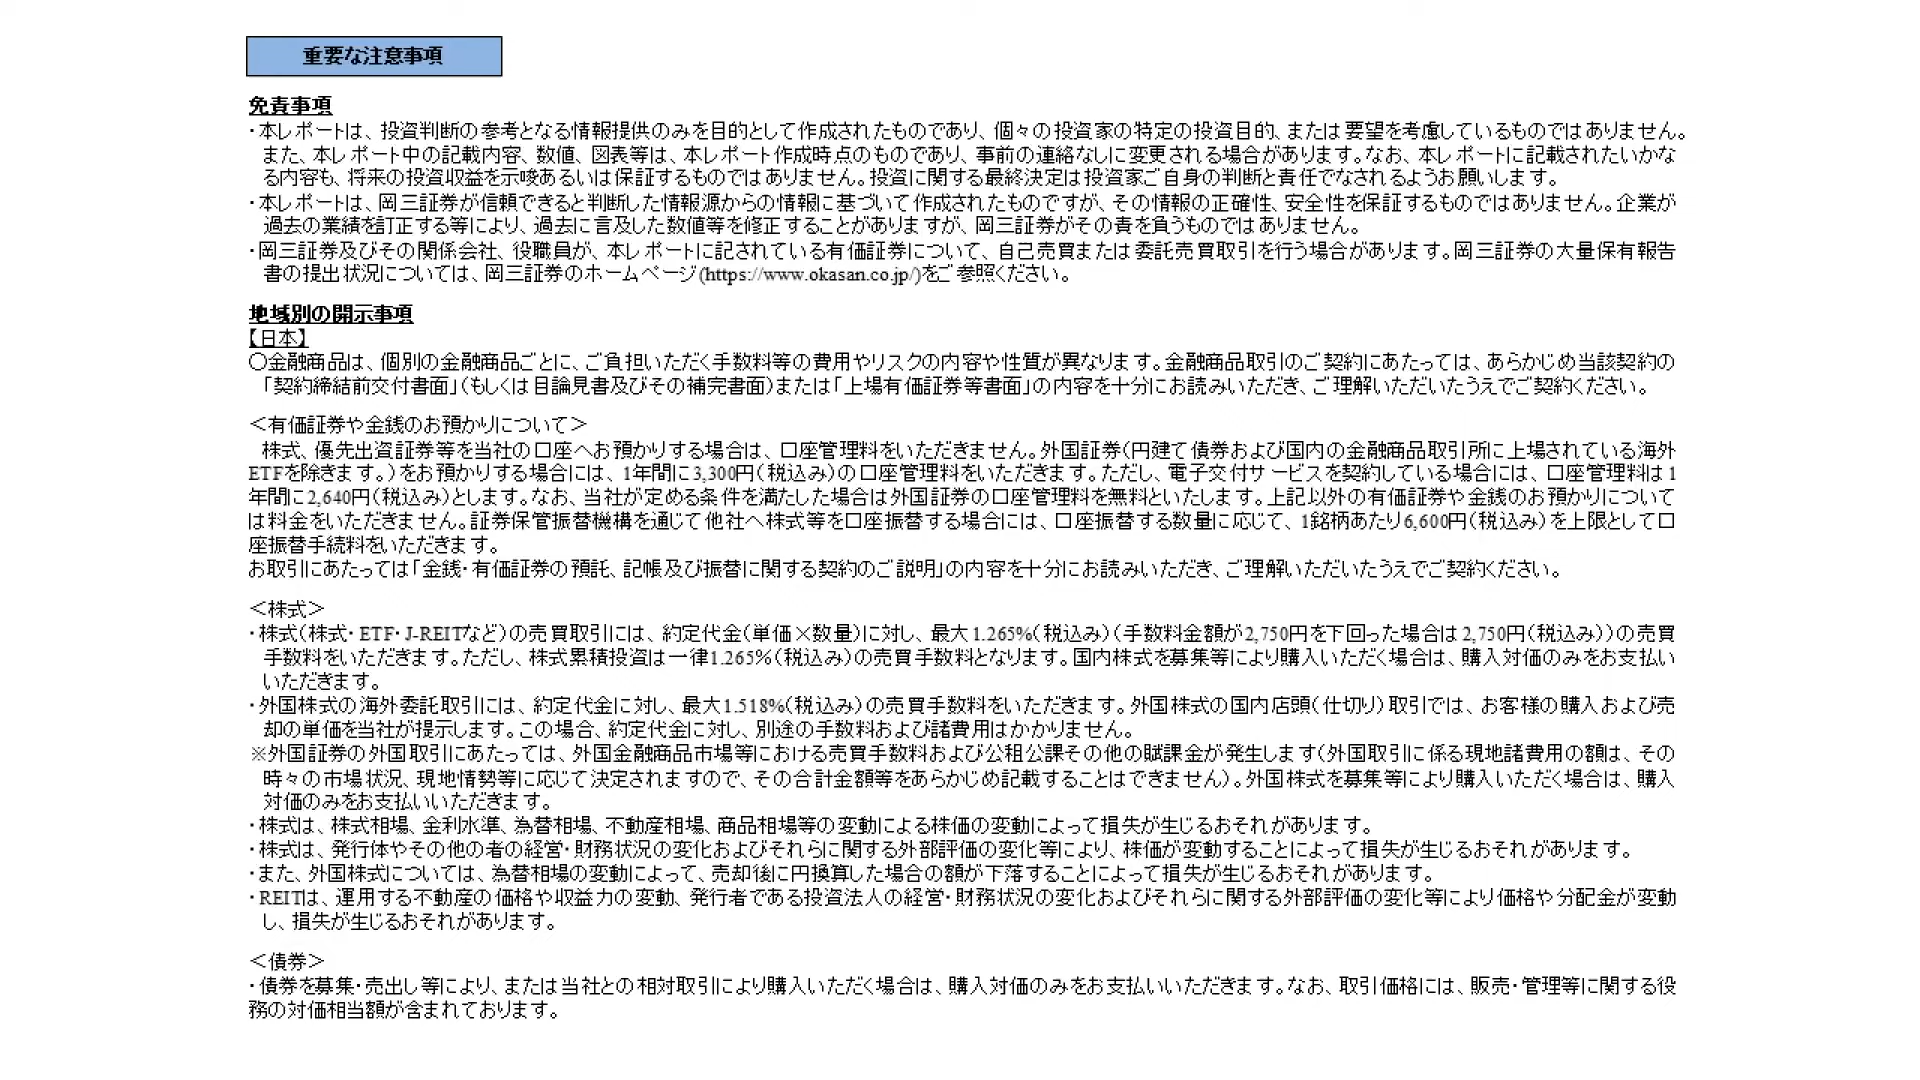 重要な注意事項
免責事項
・本レポートは、投資判断の参考となる情報提供のみを目的として作成されたものであり、個々の投資家の特定の投資目的、または要望を考慮しているものではありません。
また、本レポート中の記載内容、数値、図表等は、本レポート作成時点のものであり、事前の連絡なしに変更される場合があります。なお、本レポートに記載されたいかな
る内容も、将来の投資収益を示唆あるいは保証するものではありません。投資に関する最終決定は投資家ご自身の判断と責任でなされるようお願いします。
・本レポートは、岡三証券が信頼できると判断した情報源からの情報に基づいて作成されたものですが、その情報の正確性、安全性を保証するものではありません。企業が
過去の業績を訂正する等により、過去に言及した数値等を修正することがありますが、岡三証券がその責を負うものではありません。
・岡三証券及びその関係会社、役職員が、本レポートに記されている有価証券について、自己売買または委託売買取引を行う場合があります。岡三証券の大量保有報告
書の提出状況については、岡三証券のホームページ(https://www.okasan.co.jp/)をご参照ください。
地域別の開示事項
【日本】
〇金融商品は、個別の金融商品ごとに、ご負担いただく手数料等の費用やリスクの内容や性質が異なります。金融商品取引のご契約にあたっては、あらかじめ当該契約の
「契約締結前交付書面」（もしくは目論見書及びその補完書面）または「上場有価証券等書面」の内容を十分にお読みいただき、ご理解いただいたうえでご契約ください。
＜有価証券や金銭のお預かりについて＞
株式、優先出資証券等を当社の口座へお預かりする場合は、口座管理料をいただきません。外国証券（円建て債券および国内の金融商品取引所に上場されている海外
ETFを除きます。）をお預かりする場合には、1年間に3,300円（税込み）の口座管理料をいただきます。ただし、電子交付サービスを契約している場合には、口座管理料は1
年間に2,640円（税込み）とします。なお、当社が定める条件を満たした場合は外国証券の口座管理料を無料といたします。上記以外の有価証券や金銭のお預かりについて
は料金をいただきません。証券保管振替機構を通じて他社へ株式等を口座振替する場合には、口座振替する数量に応じて、1銘柄あたり6,600円（税込み）を上限として口
座振替手続料をいただきます。
お取引にあたっては「金銭・有価証券の預託、記帳及び振替に関する契約のご説明」の内容を十分にお読みいただき、ご理解いただいたうえでご契約ください。
＜株式＞
・株式（株式・ETF・J-REITなど）の売買取引には、約定代金（単価×数量）に対し、最大1.265%（税込み）（手数料金額が2,750円を下回った場合は2,750円（税込み））の売買
手数料をいただきます。ただし、株式累積投資は一律1.265%（税込み）の売買手数料となります。国内株式を募集等により購入いただく場合は、購入対価のみをお支払い
いただきます。
・外国株式の海外委託取引には、約定代金に対し、最大1.518%（税込み）の売買手数料をいただきます。外国株式の国内店頭（仕切り）取引では、お客様の購入および売
却の単価を当社が提示します。この場合、約定代金に対し、別途の手数料および諸費用はかかりません。
※外国証券の外国取引にあたっては、外国金融商品市場等における売買手数料および公租公課その他の賦課金が発生します（外国取引に係る現地諸費用の額は、その
時々の市場状況、現地情勢等に応じて決定されますので、その合計金額等をあらかじめ記載することはできません）。外国株式を募集等により購入いただく場合は、購入
対価のみをお支払いいただきます。
・株式は、株式相場、金利水準、為替相場、不動産相場、商品相場等の変動による株価の変動によって損失が生じるおそれがあります。
・株式は、発行体やその他の者の経営・財務状況の変化およびそれらに関する外部評価の変化等により、株価が変動することによって損失が生じるおそれがあります。
・また、外国株式については、為替相場の変動によって、売却後に円換算した場合の額が下落することによって損失が生じるおそれがあります。
・REITは、運用する不動産の価格や収益力の変動、発行者である投資法人の経営・財務状況の変化およびそれらに関する外部評価の変化等により価格や分配金が変動
し、損失が生じるおそれがあります。
＜債券＞
・債券を募集・売出し等により、または当社との相対取引により購入いただく場合は、購入対価のみをお支払いいただきます。なお、取引価格には、販売・管理等に関する役
務の対価相当額が含まれております。